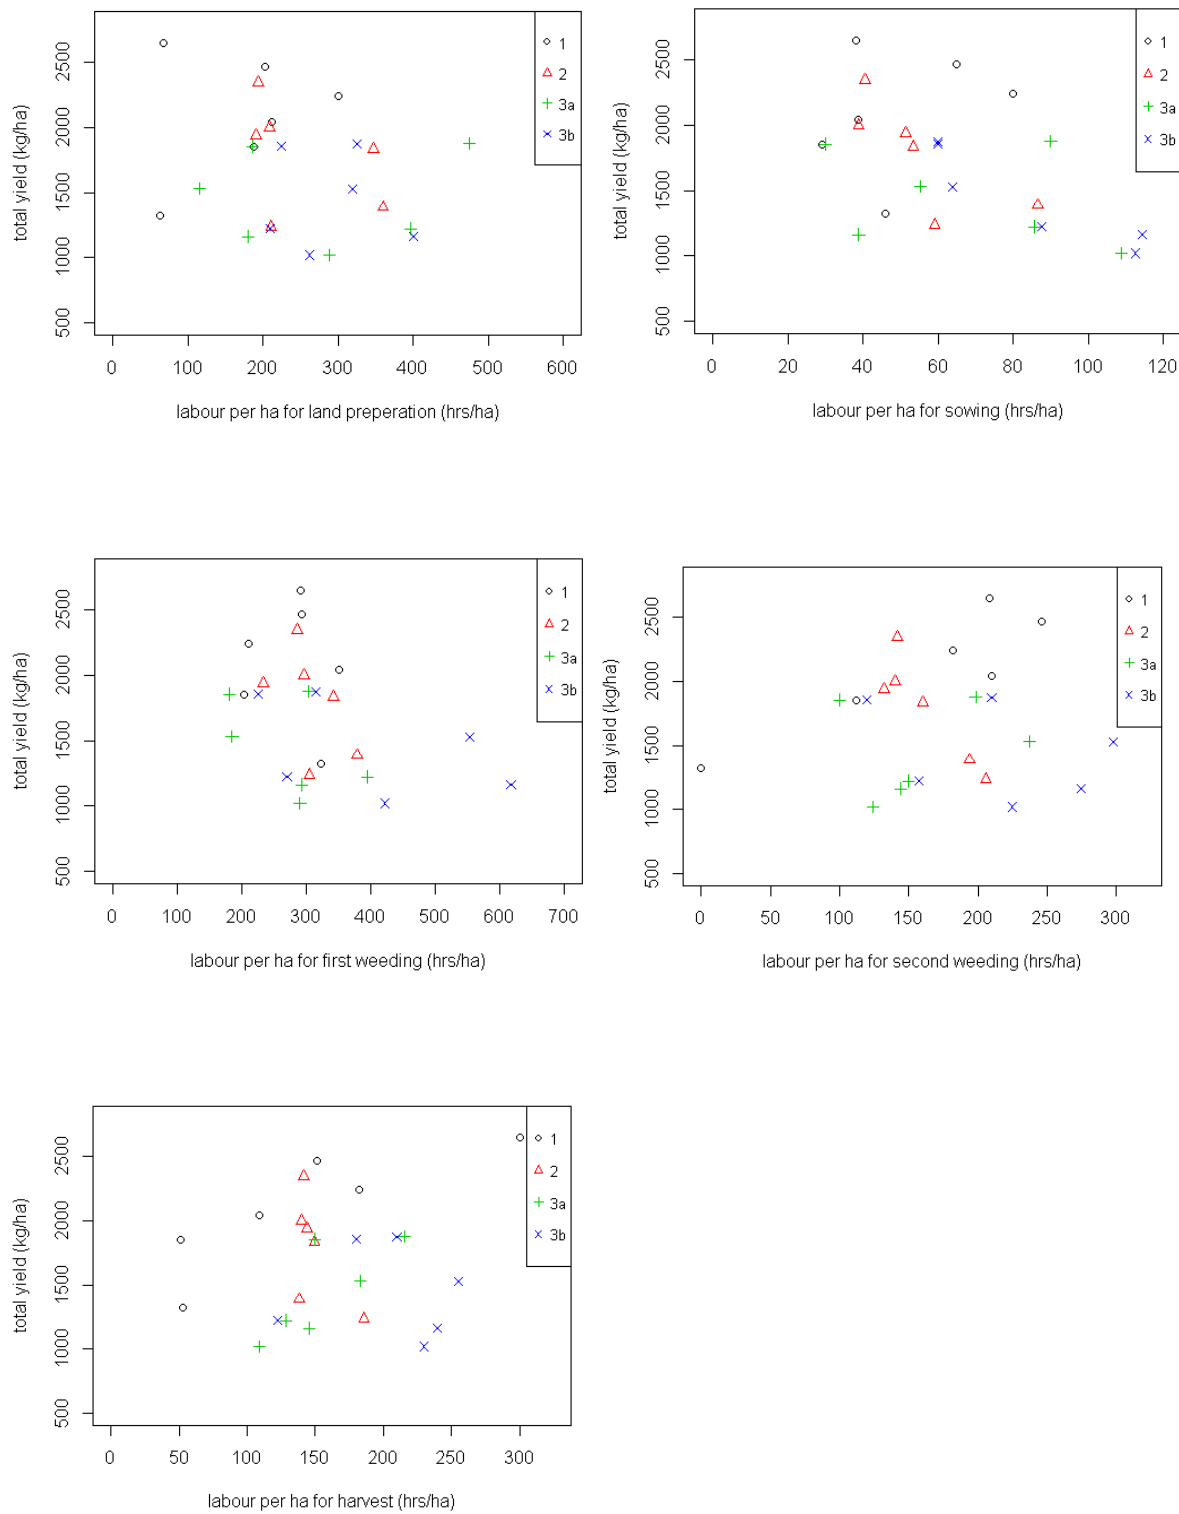 total yield (kg/ha)
2500
2000
1500
1000
500
1
2
3a
3b
0 100 200 300 400 500 600
labour per ha for land preperation (hrs/ha)
total yield (kg/ha)
2500
2000
1500
1000
500
1
2
3a
3b
0 20 40 60 80 100 120
labour per ha for sowing (hrs/ha)
total yield (kg/ha)
2500
2000
1500
1000
500
1
2
3a
3b
0 100 200 300 400 500 600 700
labour per ha for first weeding (hrs/ha)
total yield (kg/ha)
2500
2000
1500
1000
500
1
2
3a
3b
0 50 100 150 200 250 300
labour per ha for second weeding (hrs/ha)
total yield (kg/ha)
2500
2000
1500
1000
500
1
2
3a
3b
0 50 100 150 200 250 300
labour per ha for harvest (hrs/ha)